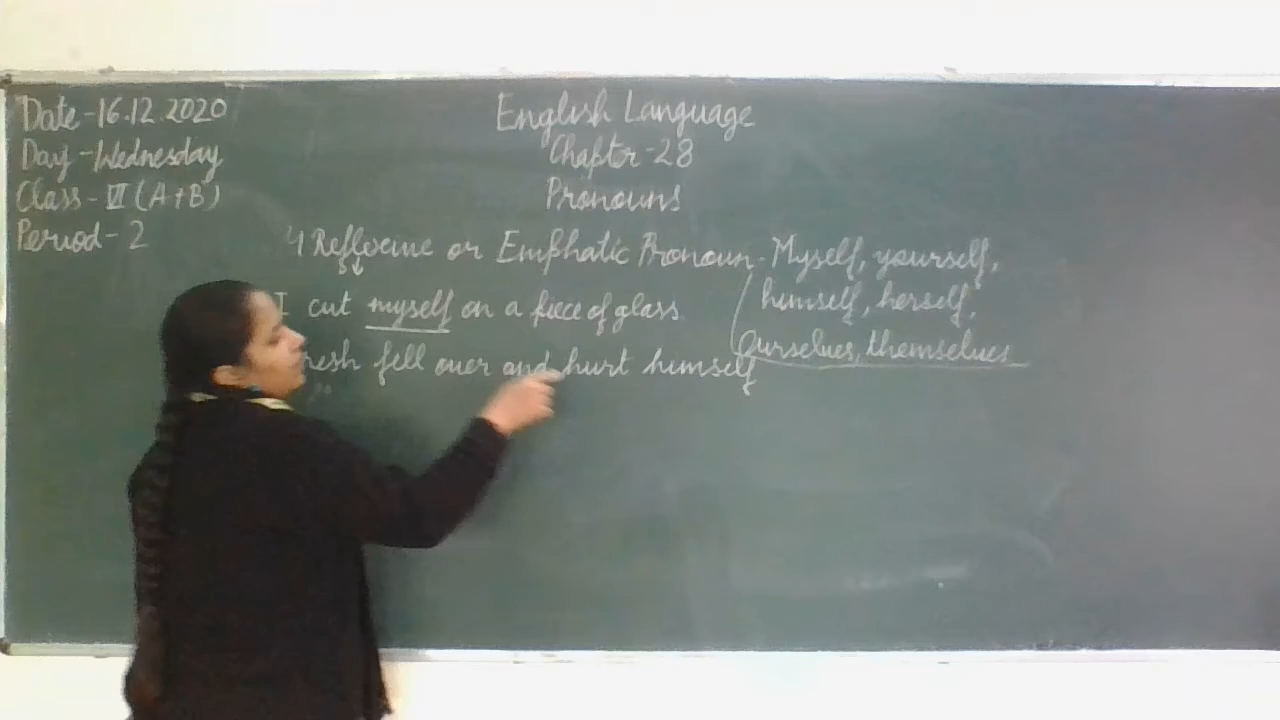 Date-16.12.2020
Day-Wednesday
Class-VI (A+B)
Period-2
English Language
Chapter-28
Pronouns
4 Reflexive or Emphatic Pronoun- Myself, yourself,
himself, herself,
Ourselves, themselves
I cut myself on a piece of glass.
fell over and hurt himself